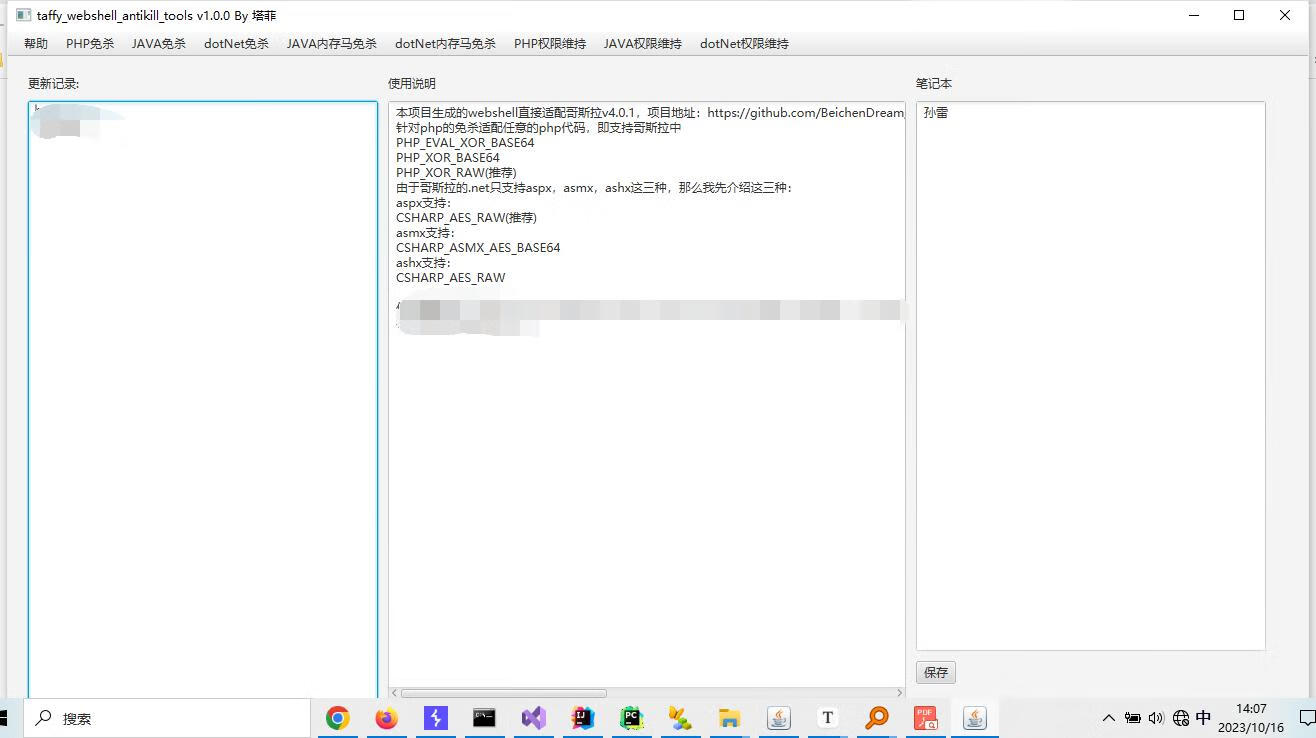 taffy_webshell_antikill_tools v1.0.0 By 塔菲
帮助 PHP免杀 JAVA免杀 dotNet免杀 JAVA内存马免杀 dotNet内存马免杀 PHP权限维持 JAVA权限维持 dotNet权限维持
更新记录:
使用说明
本项目生成的webshell直接适配哥斯拉v4.0.1，项目地址：https://github.com/BeichenDream
针对php的免杀适配任意的php代码，即支持哥斯拉中
PHP_EVAL_XOR_BASE64
PHP_XOR_BASE64
PHP_XOR_RAW(推荐)
由于哥斯拉的.net只支持aspx，asmx，ashx这三种，那么我先介绍这三种：
aspx支持：
CSHARP_AES_RAW(推荐)
asmx支持：
CSHARP_ASMX_AES_BASE64
ashx支持：
CSHARP_AES_RAW
笔记本
孙雷
保存
搜索
PC
T
PDF
中
14:07
2023/10/16